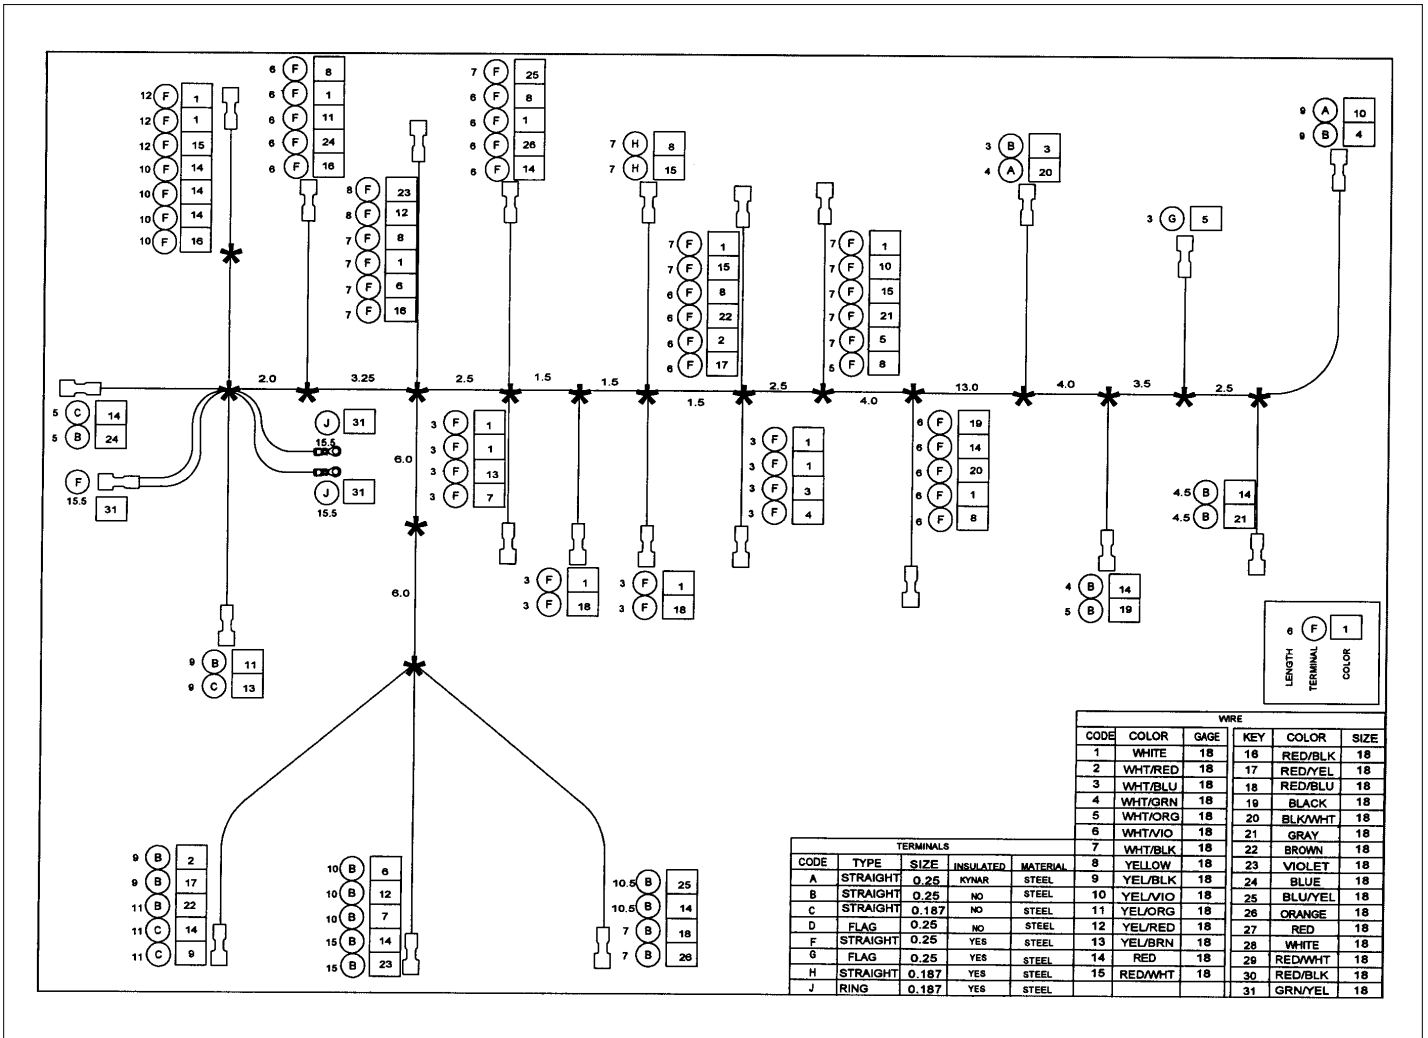 12 F 1
12 F 1
12 F 15
10 F 14
10 F 14
10 F 14
10 F 16
6 F 8
6 F 1
6 F 11
6 F 24
6 F 16
8 F 23
8 F 12
7 F 8
7 F 1
7 F 6
7 F 16
7 F 25
6 F 8
6 F 1
6 F 26
6 F 14
7 H 8
7 H 15
7 F 1
7 F 15
6 F 8
6 F 22
6 F 2
6 F 17
7 F 1
7 F 10
7 F 15
7 F 21
7 F 5
5 F 8
3 B 3
4 A 20
3 G 5
9 A 10
9 B 4
2.0 3.25 2.5 1.5 1.5 1.5 2.5 4.0 13.0 4.0 3.5 2.5
5 C 14
5 B 24
F
15.5
31
J 31
15.5
J 31
15.5
6.0
6.0
3 F 1
3 F 1
3 F 13
3 F 7
3 F 1
3 F 18
3 F 1
3 F 18
3 F 1
3 F 1
3 F 3
3 F 4
6 F 19
6 F 14
6 F 20
6 F 1
6 F 8
4 B 14
5 B 19
4.5 B 14
4.5 B 21
9 B 11
9 C 13
9 B 2
9 B 17
11 B 22
11 C 14
11 C 9
10 B 6
10 B 12
10 B 7
15 B 14
15 B 23
10.5 B 25
10.5 B 14
7 B 18
7 B 26
6 F 1
LENGTH TERMINAL COLOR
WIRE
CODE COLOR GAGE KEY COLOR SIZE
1 WHITE 18 16 RED/BLK 18
2 WHT/RED 18 17 RED/YEL 18
3 WHT/BLU 18 18 RED/BLU 18
4 WHT/GRN 18 19 BLACK 18
5 WHT/ORG 18 20 BLK/WHT 18
6 WHT/VIO 18 21 GRAY 18
7 WHT/BLK 18 22 BROWN 18
8 YELLOW 18 23 VIOLET 18
9 YEL/BLK 18 24 BLUE 18
10 YEL/VIO 18 25 BLU/YEL 18
11 YEL/ORG 18 26 ORANGE 18
12 YEL/RED 18 27 RED 18
13 YEL/BRN 18 28 WHITE 18
14 RED 18 29 RED/WHT 18
15 RED/WHT 18 30 RED/BLK 18
31 GRN/YEL 18
TERMINALS
CODE TYPE SIZE INSULATED MATERIAL
A STRAIGHT 0.25 KYNAR STEEL
B STRAIGHT 0.25 NO STEEL
C STRAIGHT 0.187 NO STEEL
D FLAG 0.25 NO STEEL
F STRAIGHT 0.25 YES STEEL
G FLAG 0.25 YES STEEL
H STRAIGHT 0.187 YES STEEL
J RING 0.187 YES STEEL